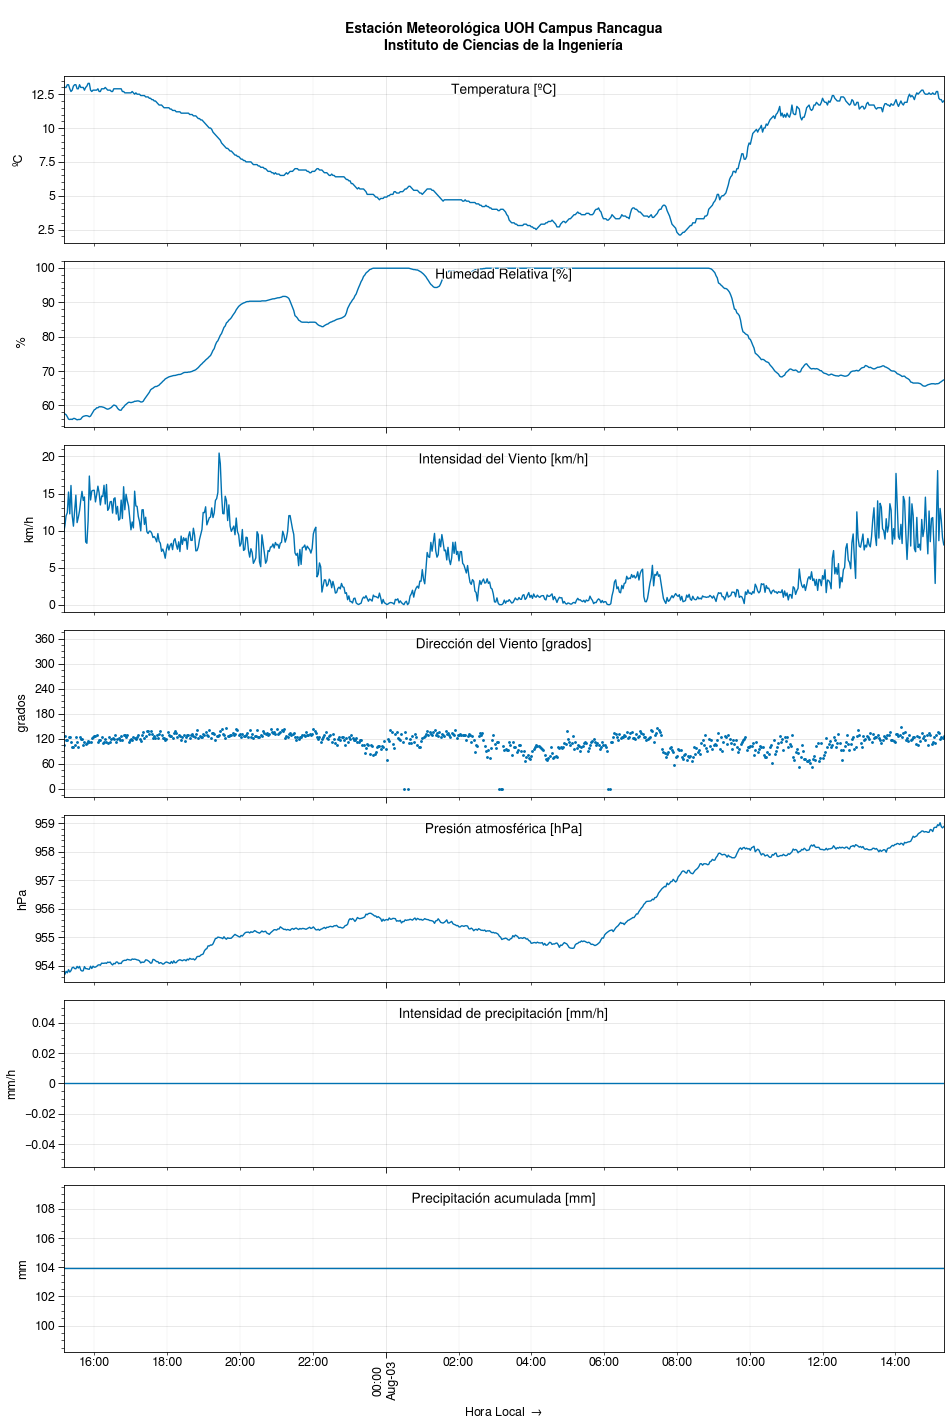 Estación Meteorológica UOH Campus Rancagua
Instituto de Ciencias de la Ingeniería
Temperatura [ºC]
ºC
12.5
10
7.5
5
2.5
Humedad Relativa [%]
%
100
90
80
70
60
Intensidad del Viento [km/h]
km/h
20
15
10
5
0
Dirección del Viento [grados]
grados
360
300
240
180
120
60
0
Presión atmosférica [hPa]
hPa
959
958
957
956
955
954
Intensidad de precipitación [mm/h]
mm/h
0.04
0.02
0
−0.02
−0.04
Precipitación acumulada [mm]
mm
108
106
104
102
100
16:00 18:00 20:00 22:00 00:00 02:00 04:00 06:00 08:00 10:00 12:00 14:00
Aug-03
Hora Local →